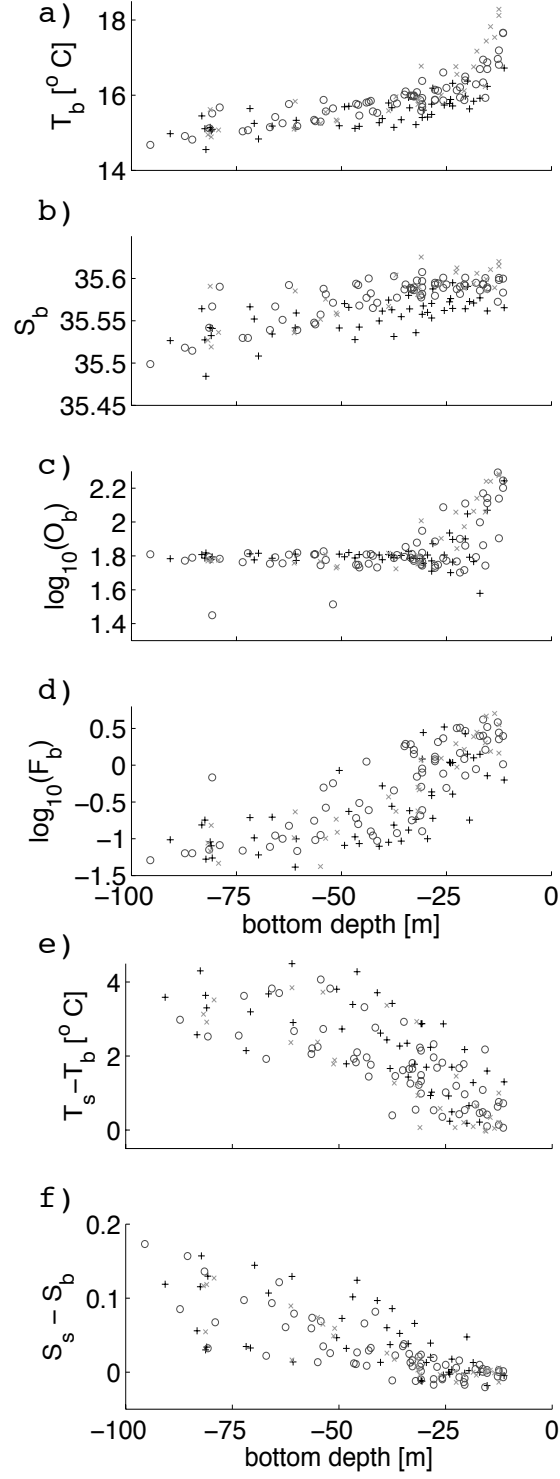 a)
18
16
14
T_b [° C]
b)
35.6
35.55
35.5
35.45
S_b
c)
2.2
2
1.8
1.6
1.4
log_10(O_b)
d)
0.5
0
−0.5
−1
−1.5
log_10(F_b)
−100 −75 −50 −25 0
bottom depth [m]
e)
4
2
0
T_s−T_b [° C]
f)
0.2
0.1
0
S_s − S_b
−100 −75 −50 −25 0
bottom depth [m]